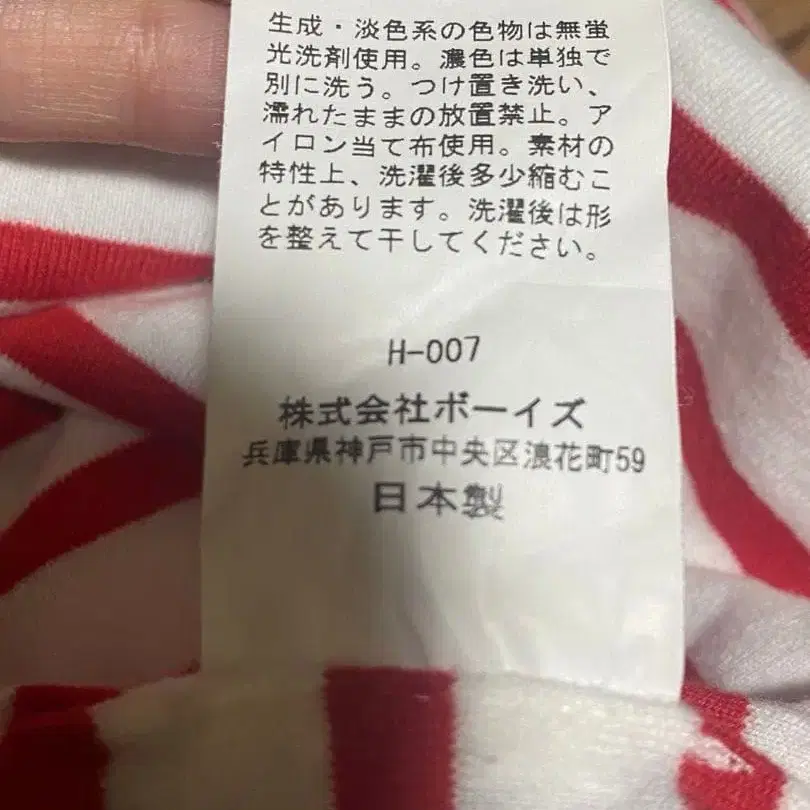 生成・淡色系の色物は無蛍
光洗剤使用。濃色は単独で
別に洗う。つけ置き洗い、
濡れたままの放置禁止。ア
イロン当て布使用。素材の
特性上、洗濯後多少縮むこ
とがあります。洗濯後は形
を整えて干してください。
H-007
株式会社ボーイズ
兵庫県神戸市中央区浪花町59
日本製